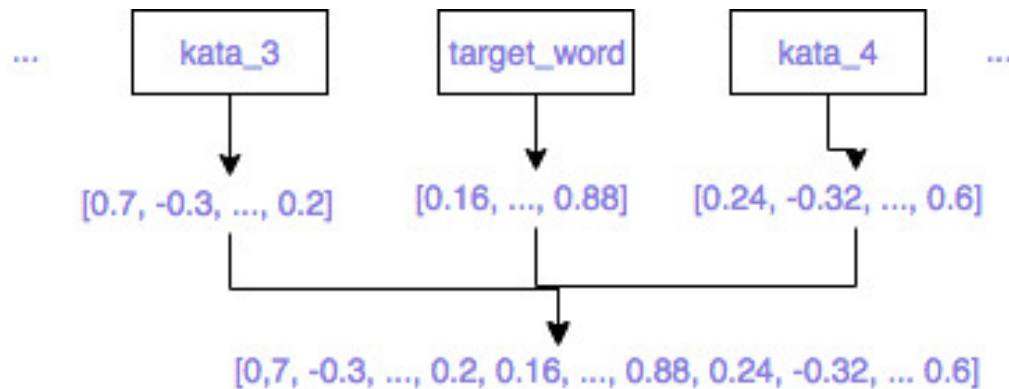 ... kata_3 target_word kata_4 ...
[0.7, -0.3, ..., 0.2] [0.16, ..., 0.88] [0.24, -0.32, ..., 0.6]
[0,7, -0.3, ..., 0.2, 0.16, ..., 0.88, 0.24, -0.32, ... 0.6]